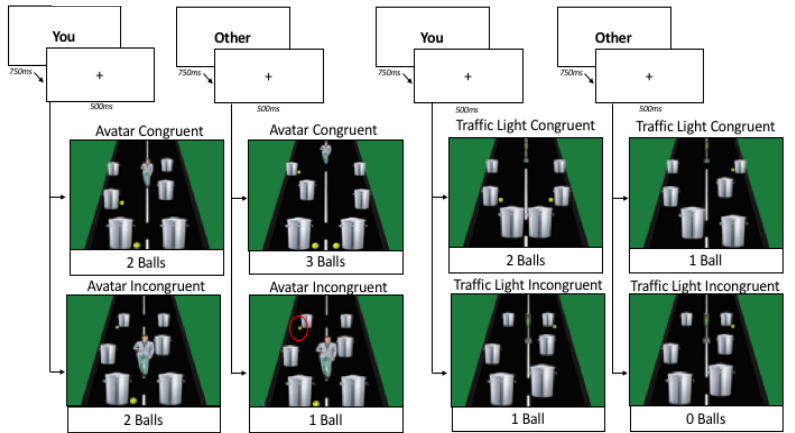 You
Other
You
Other
+
+
+
+
750ms
750ms
750ms
750ms
500ms
500ms
500ms
500ms
Avatar Congruent
Avatar Congruent
Traffic Light Congruent
Traffic Light Congruent
2 Balls
3 Balls
2 Balls
1 Ball
Avatar Incongruent
Avatar Incongruent
Traffic Light Incongruent
Traffic Light Incongruent
2 Balls
1 Ball
1 Ball
0 Balls